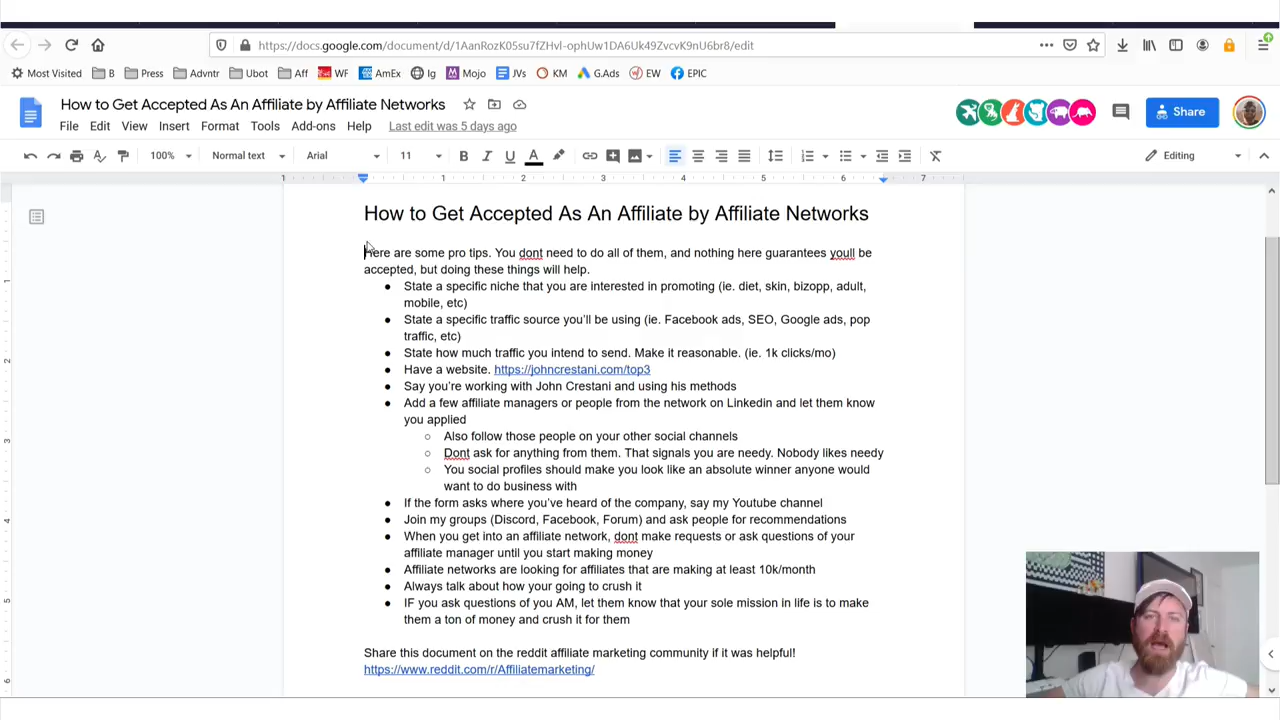 https://docs.google.com/document/d/1AanRozK05su7fZHvI-ophUw1DA6Uk49ZvcvK9nU6br8/edit
Most Visited B Press Advntr Ubot Aff WF AmEx Ig Mojo JVs KM G.Ads EW EPIC
How to Get Accepted As An Affiliate by Affiliate Networks
Share
File Edit View Insert Format Tools Add-ons Help Last edit was 5 days ago
100% Normal text Arial 11 B I U A Editing
1 1 2 3 4 5 6 7
How to Get Accepted As An Affiliate by Affiliate Networks
Here are some pro tips. You dont need to do all of them, and nothing here guarantees youll be
accepted, but doing these things will help.
● State a specific niche that you are interested in promoting (ie. diet, skin, bizopp, adult,
mobile, etc)
● State a specific traffic source you'll be using (ie. Facebook ads, SEO, Google ads, pop
traffic, etc)
● State how much traffic you intend to send. Make it reasonable. (ie. 1k clicks/mo)
● Have a website. https://johncrestani.com/top3
● Say you're working with John Crestani and using his methods
● Add a few affiliate managers or people from the network on Linkedin and let them know
you applied
○ Also follow those people on your other social channels
○ Dont ask for anything from them. That signals you are needy. Nobody likes needy
○ You social profiles should make you look like an absolute winner anyone would
want to do business with
● If the form asks where you've heard of the company, say my Youtube channel
● Join my groups (Discord, Facebook, Forum) and ask people for recommendations
● When you get into an affiliate network, dont make requests or ask questions of your
affiliate manager until you start making money
● Affiliate networks are looking for affiliates that are making at least 10k/month
● Always talk about how your going to crush it
● IF you ask questions of you AM, let them know that your sole mission in life is to make
them a ton of money and crush it for them
Share this document on the reddit affiliate marketing community if it was helpful!
https://www.reddit.com/r/Affiliatemarketing/